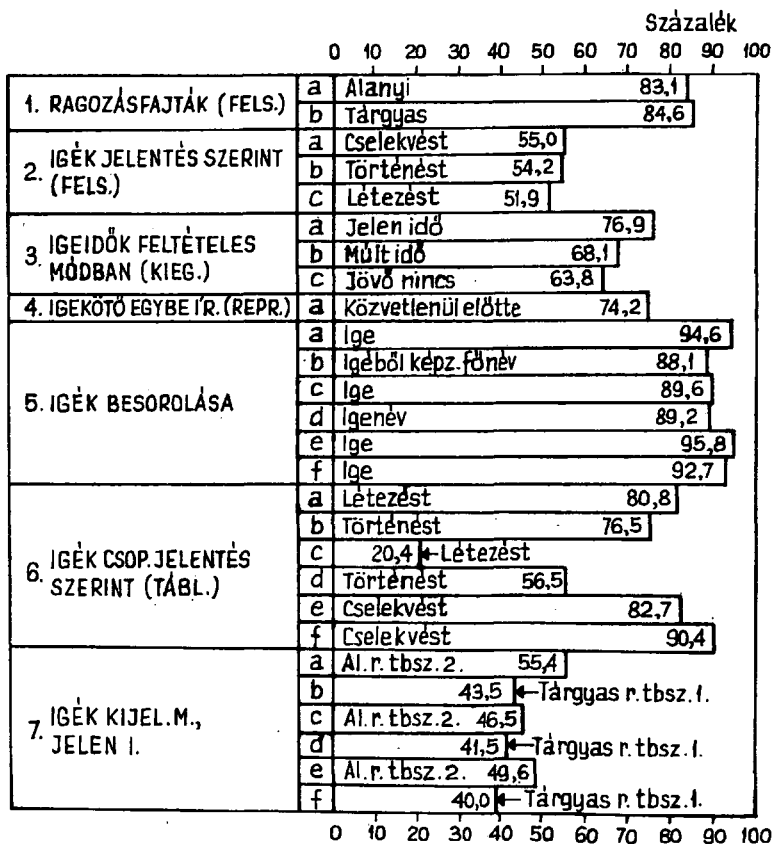 Százalék
0 10 20 30 40 50 60 70 80 90 100
1. RAGOZÁSFAJTÁK (FELS.)
a Alanyi 83,1
b Tárgyas 84,6
2. IGÉK JELENTÉS SZERINT
(FELS.)
a Cselekvést 55,0
b Történést 54,2
c Létezést 51,9
3. IGEIDŐK FELTÉTELES
MÓDBAN (KIEG.)
a Jelen idő 76,9
b Múlt idő 68,1
c Jövő nincs 63,8
4. IGEKÖTŐ EGYBE ÍR. (REPR.)
a Közvetlenül előtte 74,2
5. IGÉK BESOROLÁSA
a Ige 94,6
b Igéből képz. főnév 88,1
c Ige 89,6
d Igenév 89,2
e Ige 95,8
f Ige 92,7
6. IGÉK CSOP. JELENTÉS
SZERINT (TÁBL.)
a Létezést 80,8
b Történést 76,5
c 20,4 ←Létezést
d Történést 56,5
e Cselekvést 82,7
f Cselekvést 90,4
7. IGÉK KIJEL. M.,
JELEN I.
a Al. r. tbsz. 2. 55,4
b 43,5 ←Tárgyas r. tbsz. 1.
c Al. r. tbsz. 2. 46,5
d 41,5 ←Tárgyas r. tbsz. 1.
e Al. r. tbsz. 2. 49,6
f 40,0 ←Tárgyas r. tbsz. 1.
0 10 20 30 40 50 60 70 80 90 100